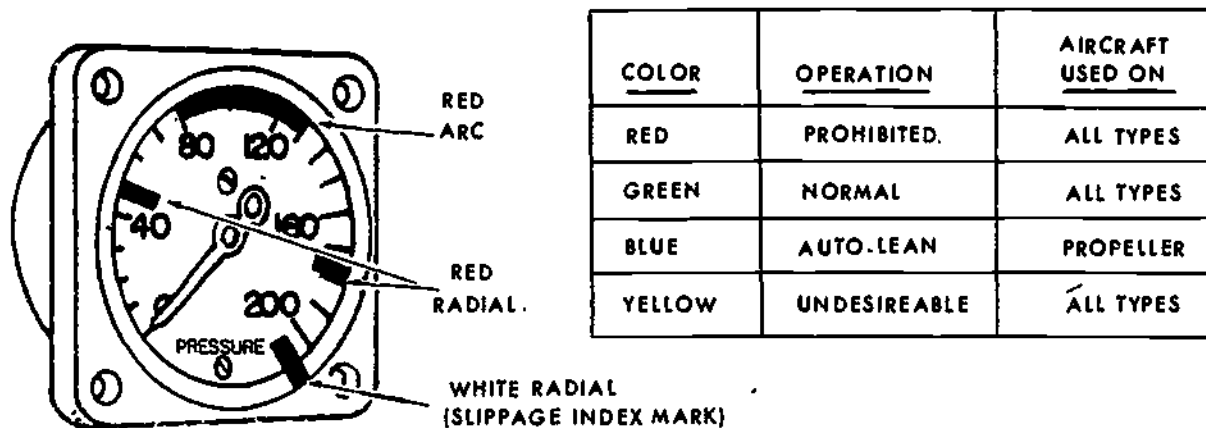 RED
ARC
80
120
40
160
0
200
PRESSURE
RED
RADIAL.
WHITE RADIAL
(SLIPPAGE INDEX MARK)
COLOR OPERATION AIRCRAFT USED ON
RED PROHIBITED. ALL TYPES
GREEN NORMAL ALL TYPES
BLUE AUTO-LEAN PROPELLER
YELLOW UNDESIREABLE ALL TYPES